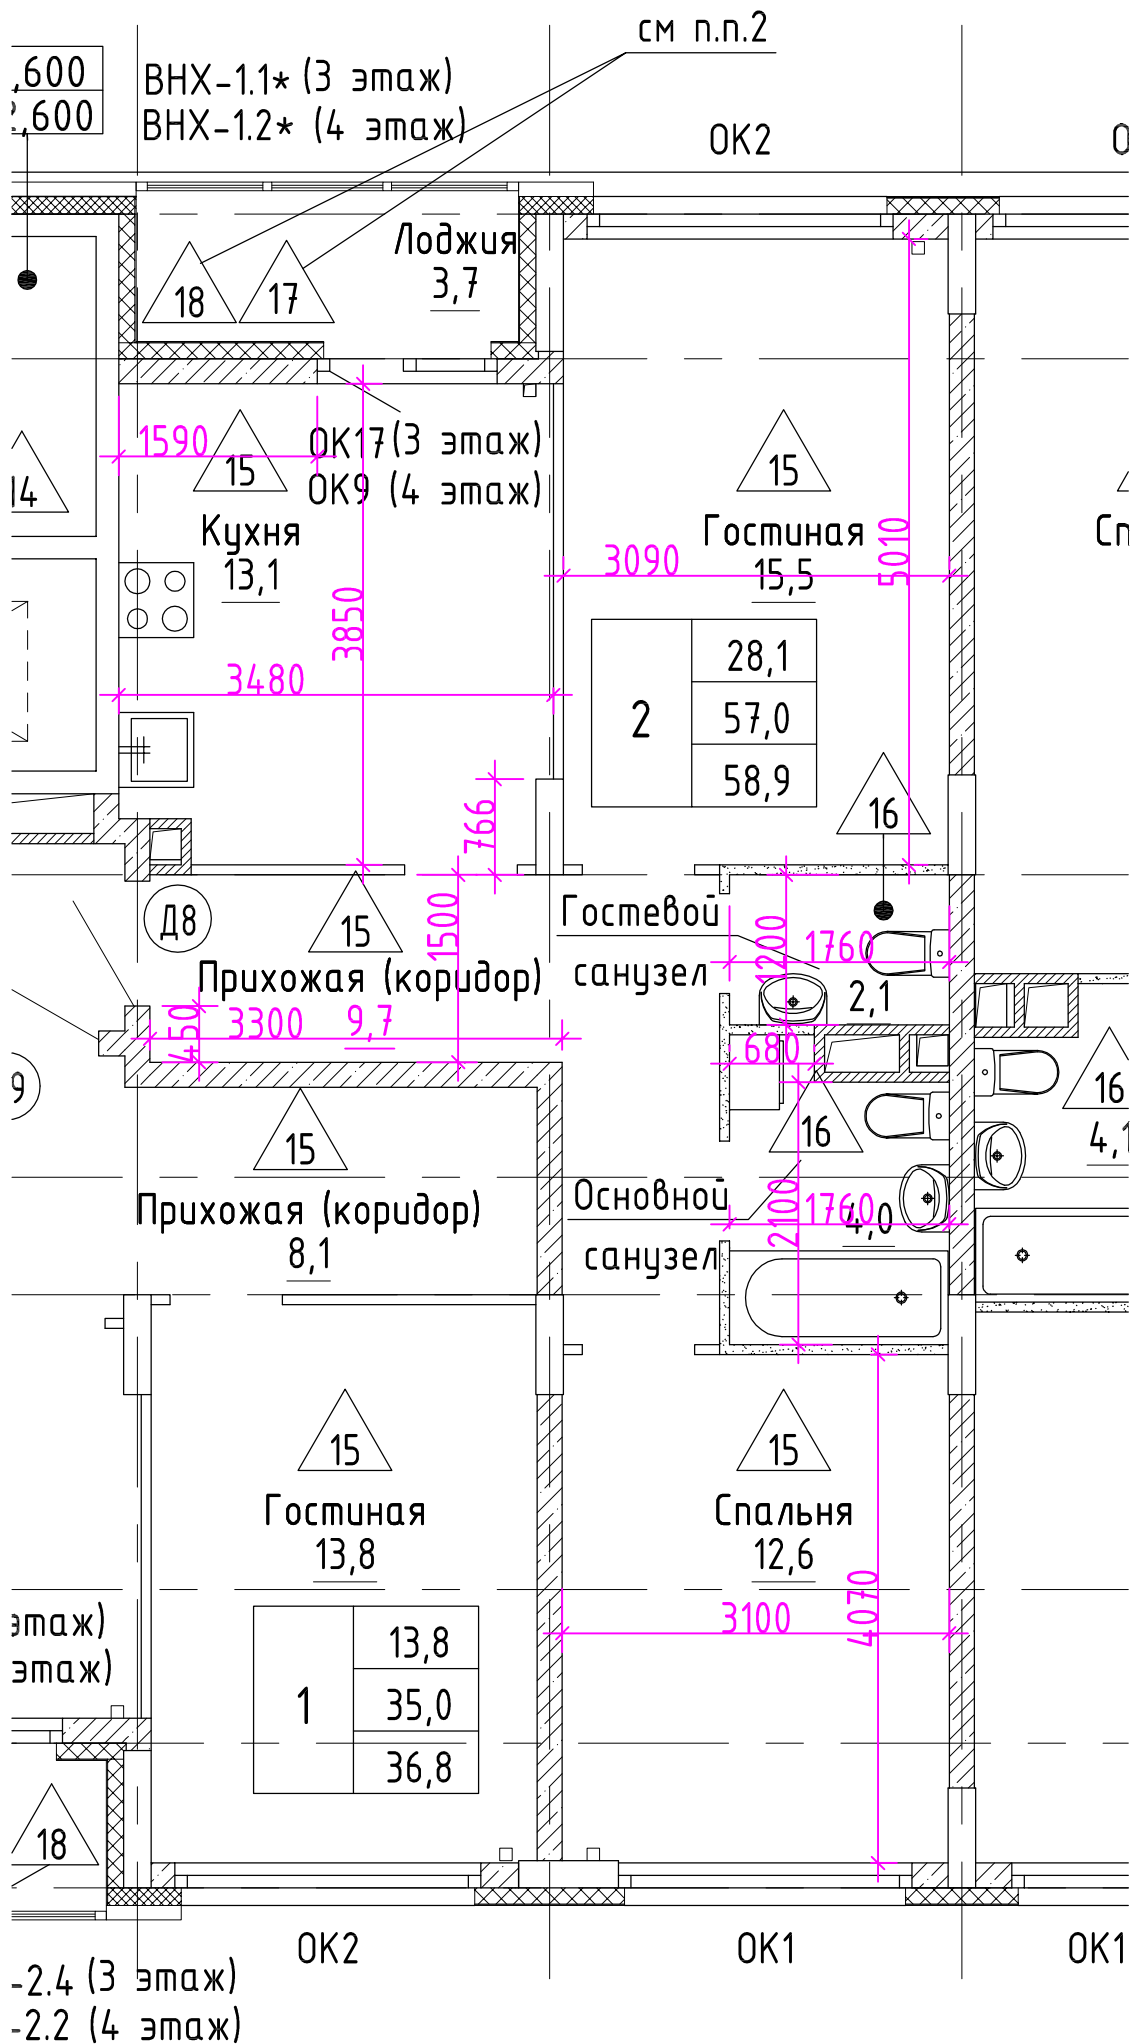 см п.п.2
,600
2,600
ВНХ-1.1* (3 этаж)
ВНХ-1.2* (4 этаж)
ОК2
Лоджия
3,7
18
17
1590
15
ОК17 (3 этаж)
ОК9 (4 этаж)
15
14
Кухня
13,1
Гостиная
15,5
3090
5010
3850
3480
2
28,1
57,0
58,9
766
16
Д8
15
1500
Гостевой
санузел
1200
1760
2,1
Прихожая (коридор)
9,7
450
3300
680
16
16
4,1
15
Прихожая (коридор)
8,1
Основной
санузел
2100
1760
4,0
15
Гостиная
13,8
15
Спальня
12,6
3100
4070
этаж)
этаж)
1
13,8
35,0
36,8
18
ОК2
ОК1
ОК1
-2.4 (3 этаж)
-2.2 (4 этаж)